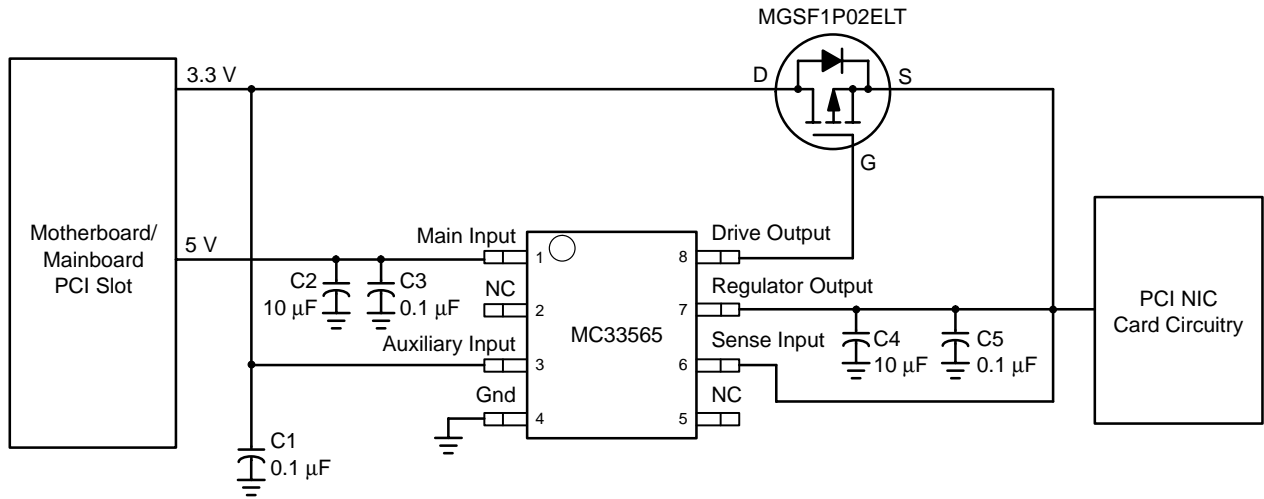 MGSF1P02ELT
3.3 V
D
S
G
Motherboard/
Mainboard
PCI Slot
5 V
Main Input
1
8
Drive Output
C2
10 μF
C3
0.1 μF
NC
2
7
Regulator Output
MC33565
Auxiliary Input
3
6
Sense Input
C4
10 μF
C5
0.1 μF
Gnd
4
5
NC
PCI NIC
Card Circuitry
C1
0.1 μF